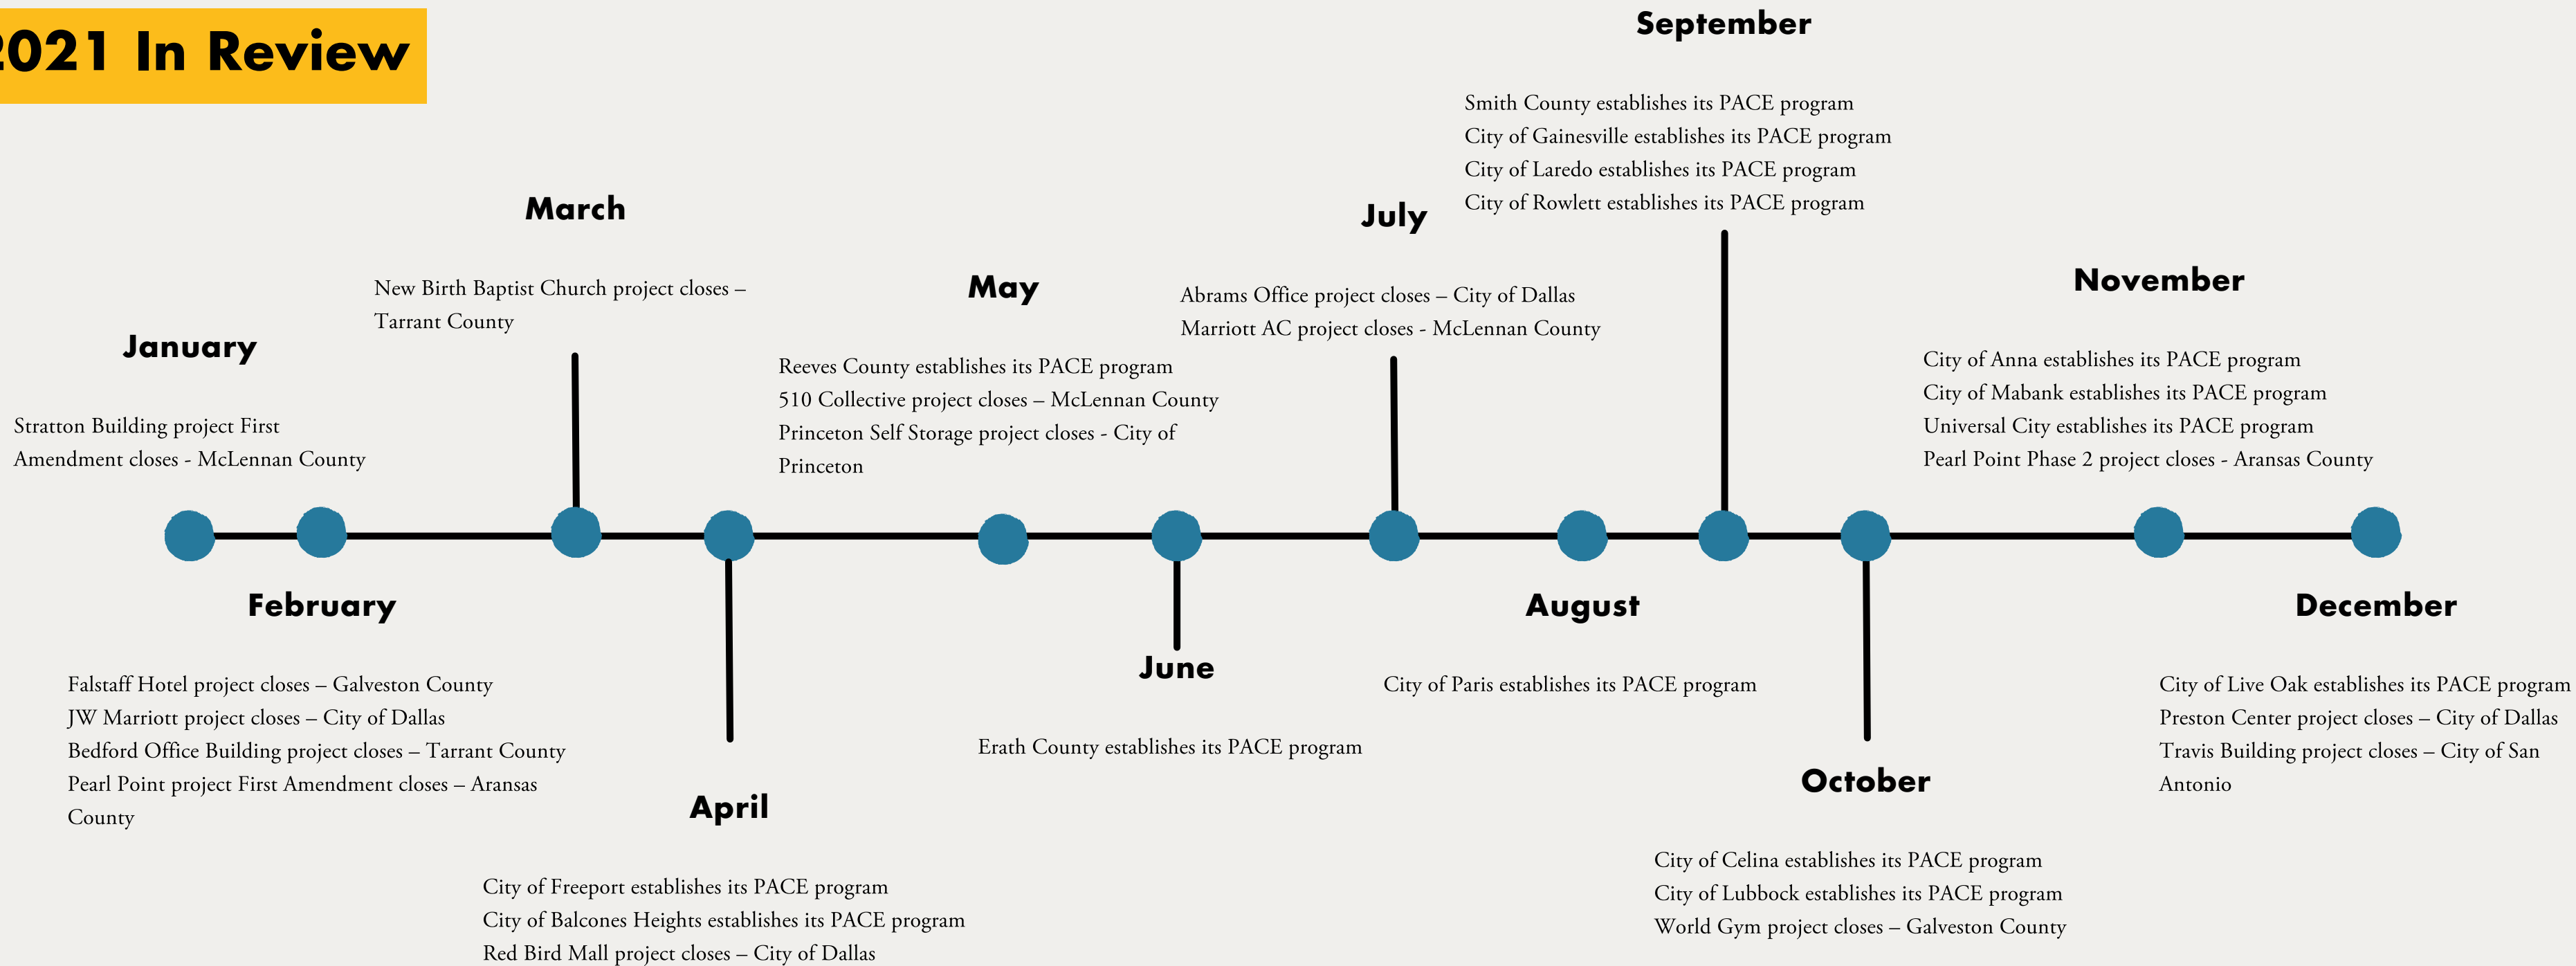 2021 In Review
January
Stratton Building project First
Amendment closes - McLennan County
February
Falstaff Hotel project closes – Galveston County
JW Marriott project closes – City of Dallas
Bedford Office Building project closes – Tarrant County
Pearl Point project First Amendment closes – Aransas
County
March
New Birth Baptist Church project closes –
Tarrant County
April
City of Freeport establishes its PACE program
City of Balcones Heights establishes its PACE program
Red Bird Mall project closes – City of Dallas
May
Reeves County establishes its PACE program
510 Collective project closes – McLennan County
Princeton Self Storage project closes - City of
Princeton
June
Erath County establishes its PACE program
July
Abrams Office project closes – City of Dallas
Marriott AC project closes - McLennan County
August
City of Paris establishes its PACE program
September
Smith County establishes its PACE program
City of Gainesville establishes its PACE program
City of Laredo establishes its PACE program
City of Rowlett establishes its PACE program
October
City of Celina establishes its PACE program
City of Lubbock establishes its PACE program
World Gym project closes – Galveston County
November
City of Anna establishes its PACE program
City of Mabank establishes its PACE program
Universal City establishes its PACE program
Pearl Point Phase 2 project closes - Aransas County
December
City of Live Oak establishes its PACE program
Preston Center project closes – City of Dallas
Travis Building project closes – City of San
Antonio